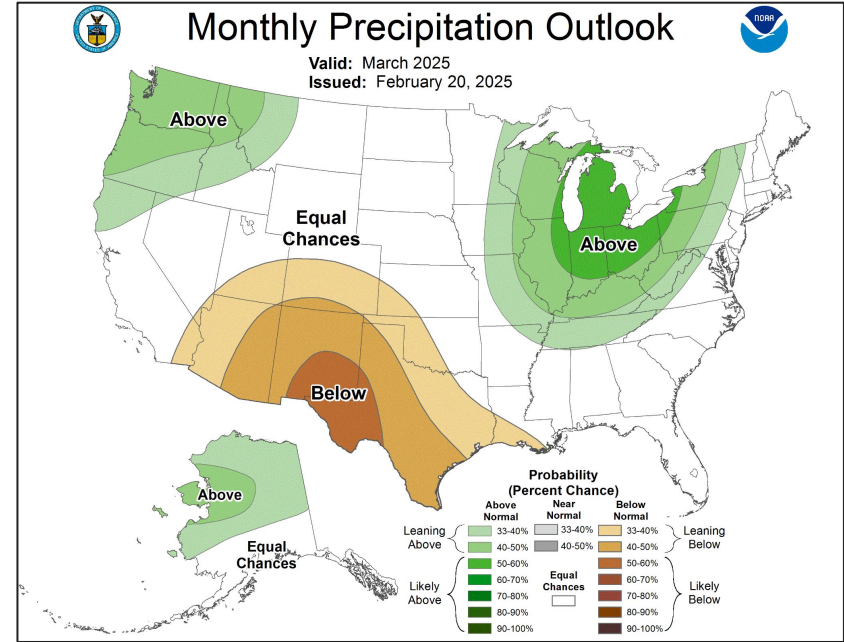 Monthly Precipitation Outlook
NOAA
Valid: March 2025
Issued: February 20, 2025
Above
Equal
Chances
Above
Below
Above
Equal
Chances
Probability
(Percent Chance)
Above
Normal
Near
Normal
Below
Normal
Leaning
Above
33-40%
40-50%
33-40%
40-50%
33-40%
40-50%
Leaning
Below
Likely
Above
50-60%
60-70%
70-80%
80-90%
90-100%
Equal
Chances
50-60%
60-70%
70-80%
80-90%
90-100%
Likely
Below